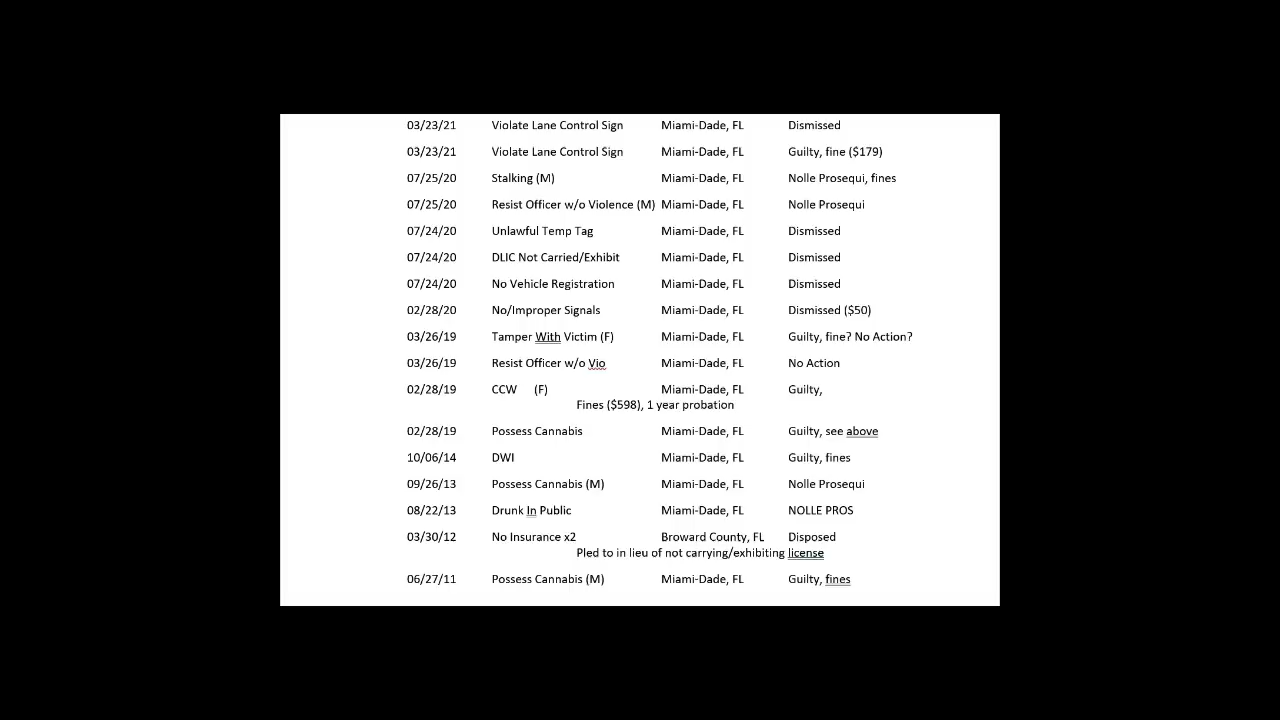 03/23/21 Violate Lane Control Sign Miami-Dade, FL Dismissed
03/23/21 Violate Lane Control Sign Miami-Dade, FL Guilty, fine ($179)
07/25/20 Stalking (M) Miami-Dade, FL Nolle Prosequi, fines
07/25/20 Resist Officer w/o Violence (M) Miami-Dade, FL Nolle Prosequi
07/24/20 Unlawful Temp Tag Miami-Dade, FL Dismissed
07/24/20 DLIC Not Carried/Exhibit Miami-Dade, FL Dismissed
07/24/20 No Vehicle Registration Miami-Dade, FL Dismissed
02/28/20 No/Improper Signals Miami-Dade, FL Dismissed ($50)
03/26/19 Tamper With Victim (F) Miami-Dade, FL Guilty, fine? No Action?
03/26/19 Resist Officer w/o Vio Miami-Dade, FL No Action
02/28/19 CCW (F) Miami-Dade, FL Guilty,
Fines ($598), 1 year probation
02/28/19 Possess Cannabis Miami-Dade, FL Guilty, see above
10/06/14 DWI Miami-Dade, FL Guilty, fines
09/26/13 Possess Cannabis (M) Miami-Dade, FL Nolle Prosequi
08/22/13 Drunk In Public Miami-Dade, FL NOLLE PROS
03/30/12 No Insurance x2 Broward County, FL Disposed
Pled to in lieu of not carrying/exhibiting license
06/27/11 Possess Cannabis (M) Miami-Dade, FL Guilty, fines